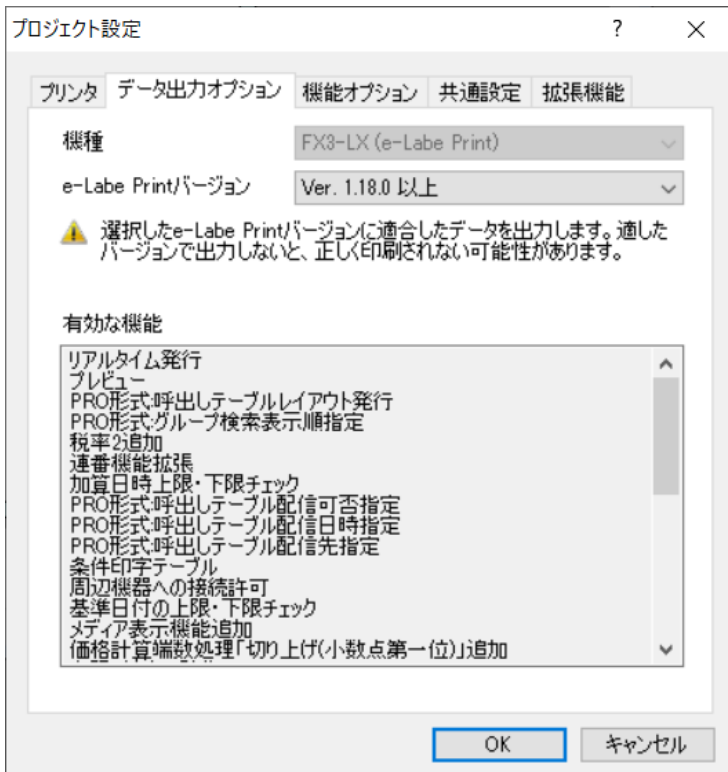 プロジェクト設定
?
プリンタ データ出力オプション 機能オプション 共通設定 拡張機能
機種 FX3-LX (e-Labe Print)
e-Labe Printバージョン Ver. 1.18.0 以上
選択したe-Labe Printバージョンに適合したデータを出力します。適した
バージョンで出力しないと、正しく印刷されない可能性があります。
有効な機能
リアルタイム発行
プレビュー
PRO形式:呼出しテーブルレイアウト発行
PRO形式:グループ検索表示順指定
税率2追加
連番機能拡張
加算日時上限・下限チェック
PRO形式:呼出しテーブル配信可否指定
PRO形式:呼出しテーブル配信日時指定
PRO形式:呼出しテーブル配信先指定
条件印字テーブル
周辺機器への接続許可
基準日付の上限・下限チェック
メディア表示機能追加
価格計算端数処理「切り上げ(小数点第一位)」追加
OK キャンセル